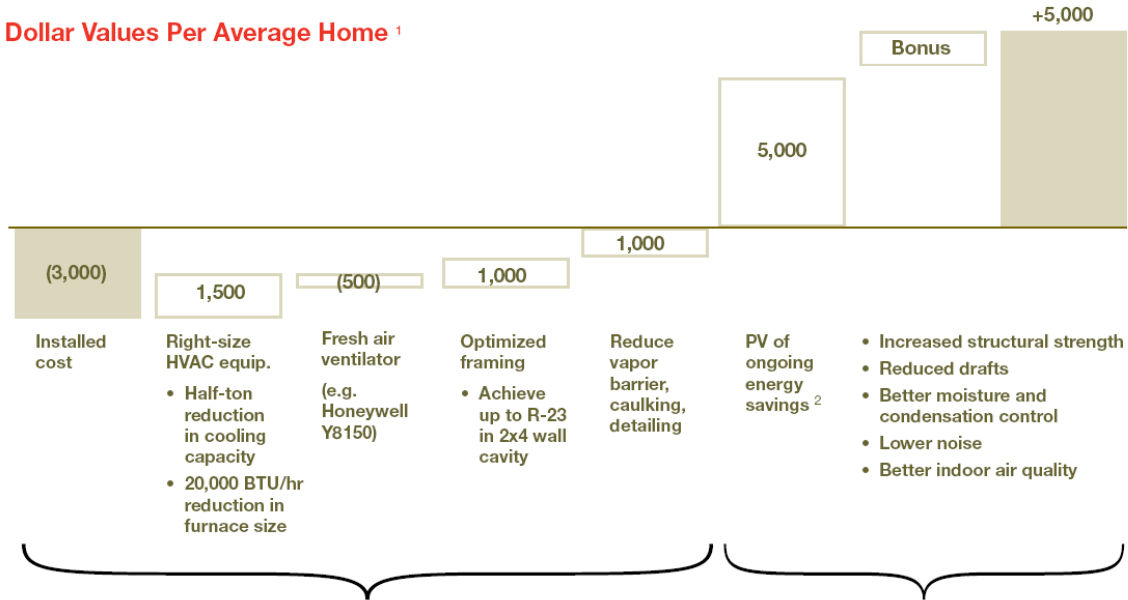 Dollar Values Per Average Home 1
+5,000
Bonus
5,000
1,000
(3,000)
1,500
(500)
1,000
Installed
cost
Right-size
HVAC equip.
• Half-ton
reduction
in cooling
capacity
• 20,000 BTU/hr
reduction in
furnace size
Fresh air
ventilator
(e.g.
Honeywell
Y8150)
Optimized
framing
• Achieve
up to R-23
in 2x4 wall
cavity
Reduce
vapor
barrier,
caulking,
detailing
PV of
ongoing
energy
savings 2
• Increased structural strength
• Reduced drafts
• Better moisture and
condensation control
• Lower noise
• Better indoor air quality